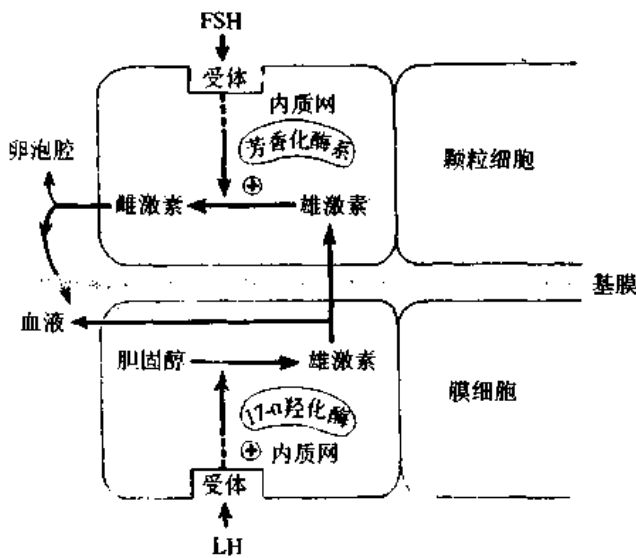 FSH
受体
内质网
芳香化酶系
卵泡腔
颗粒细胞
雌激素
雄激素
基膜
血液
胆固醇
雄激素
17-α羟化酶
膜细胞
内质网
受体
LH